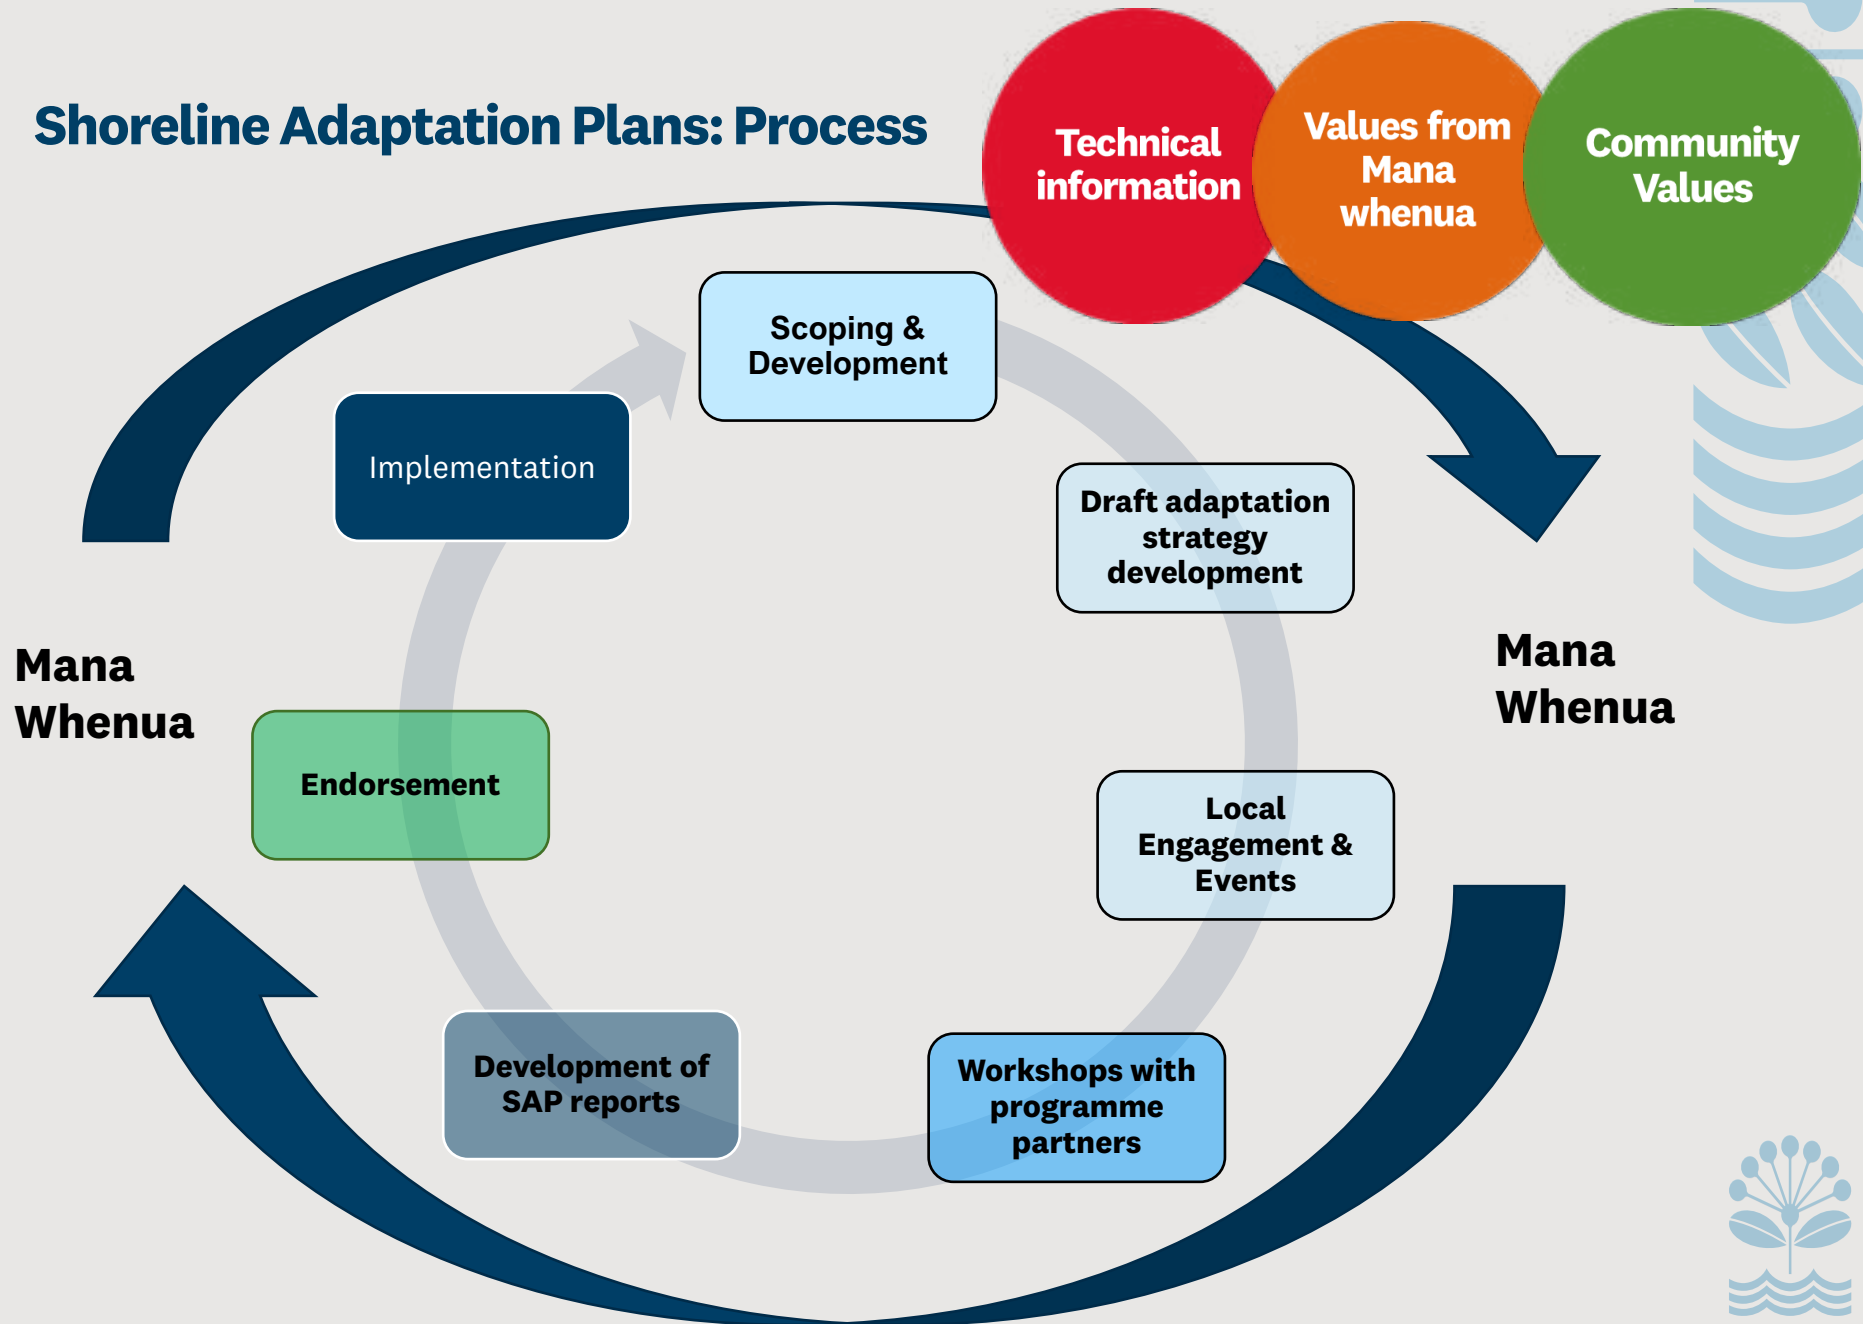 Shoreline Adaptation Plans: Process
Technical
information
Values from
Mana
whenua
Community
Values
Scoping &
Development
Implementation
Draft adaptation
strategy
development
Mana
Whenua
Mana
Whenua
Endorsement
Local
Engagement &
Events
Development of
SAP reports
Workshops with
programme
partners